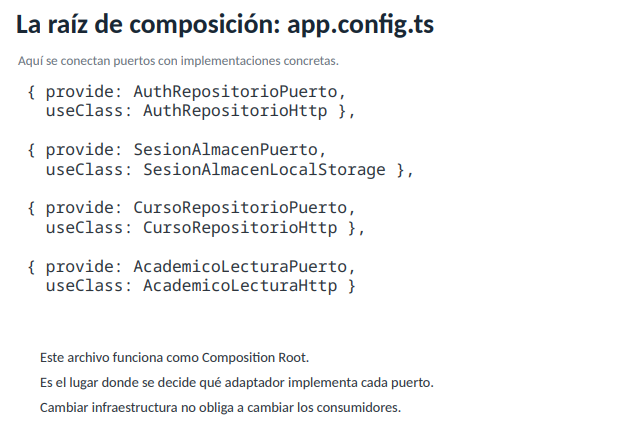 La raíz de composición: app.config.ts
Aquí se conectan puertos con implementaciones concretas.
{ provide: AuthRepositorioPuerto,
useClass: AuthRepositorioHttp },
{ provide: SesionAlmacenPuerto,
useClass: SesionAlmacenLocalStorage },
{ provide: CursoRepositorioPuerto,
useClass: CursoRepositorioHttp },
{ provide: AcademicoLecturaPuerto,
useClass: AcademicoLecturaHttp }
Este archivo funciona como Composition Root.
Es el lugar donde se decide qué adaptador implementa cada puerto.
Cambiar infraestructura no obliga a cambiar los consumidores.